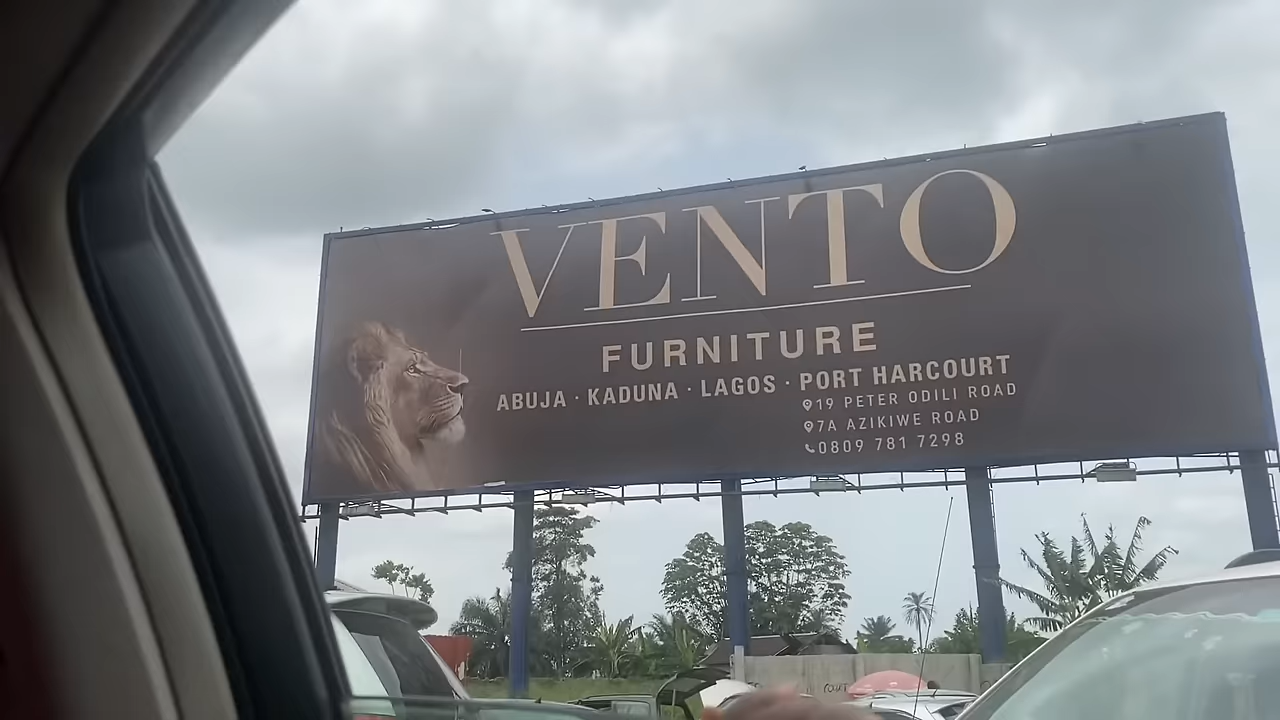 VENTO
FURNITURE
ABUJA · KADUNA · LAGOS · PORT HARCOURT
19 PETER ODILI ROAD
7A AZIKIWE ROAD
0809 781 7298